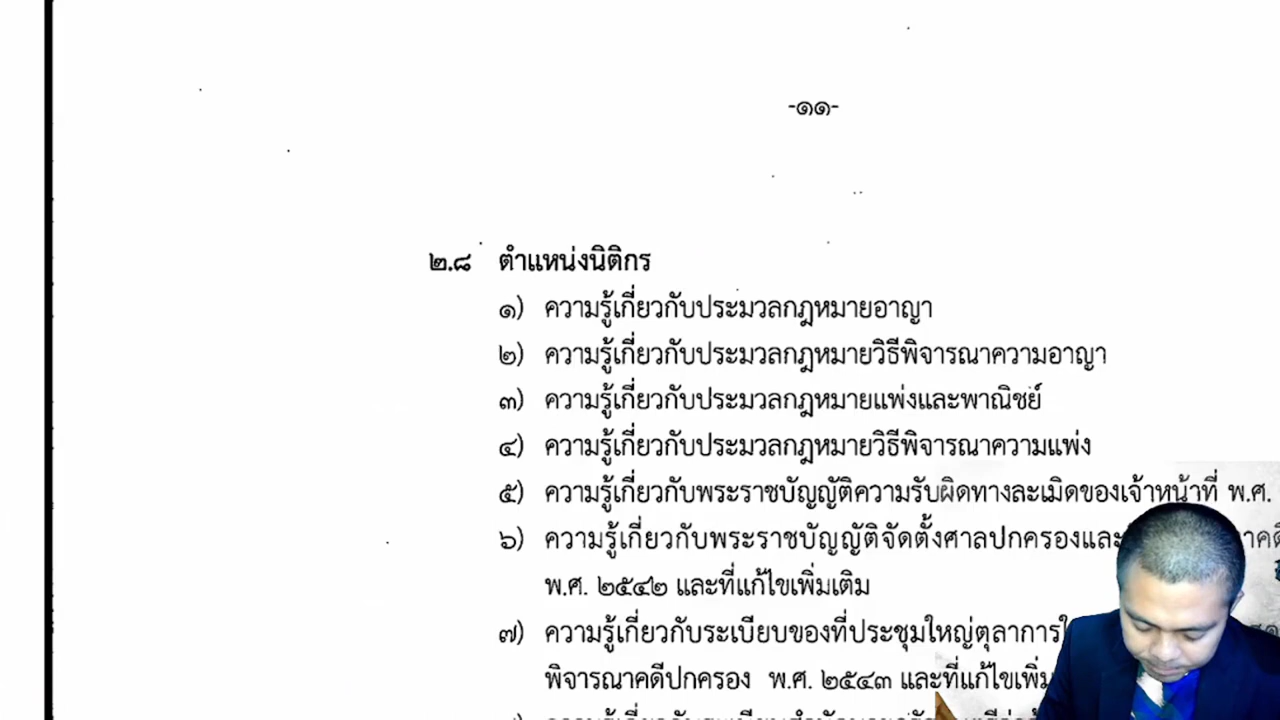 -๑๑-
๒.๘ ตำแหน่งนิติกร
๑) ความรู้เกี่ยวกับประมวลกฎหมายอาญา
๒) ความรู้เกี่ยวกับประมวลกฎหมายวิธีพิจารณาความอาญา
๓) ความรู้เกี่ยวกับประมวลกฎหมายแพ่งและพาณิชย์
๔) ความรู้เกี่ยวกับประมวลกฎหมายวิธีพิจารณาความแพ่ง
๕) ความรู้เกี่ยวกับพระราชบัญญัติความรับผิดทางละเมิดของเจ้าหน้าที่ พ.ศ.
๖) ความรู้เกี่ยวกับพระราชบัญญัติจัดตั้งศาลปกครองและ
พ.ศ. ๒๕๔๒ และที่แก้ไขเพิ่มเติม
๗) ความรู้เกี่ยวกับระเบียบของที่ประชุมใหญ่ตุลาการใ
พิจารณาคดีปกครอง พ.ศ. ๒๕๔๓ และที่แก้ไขเพิ่ม